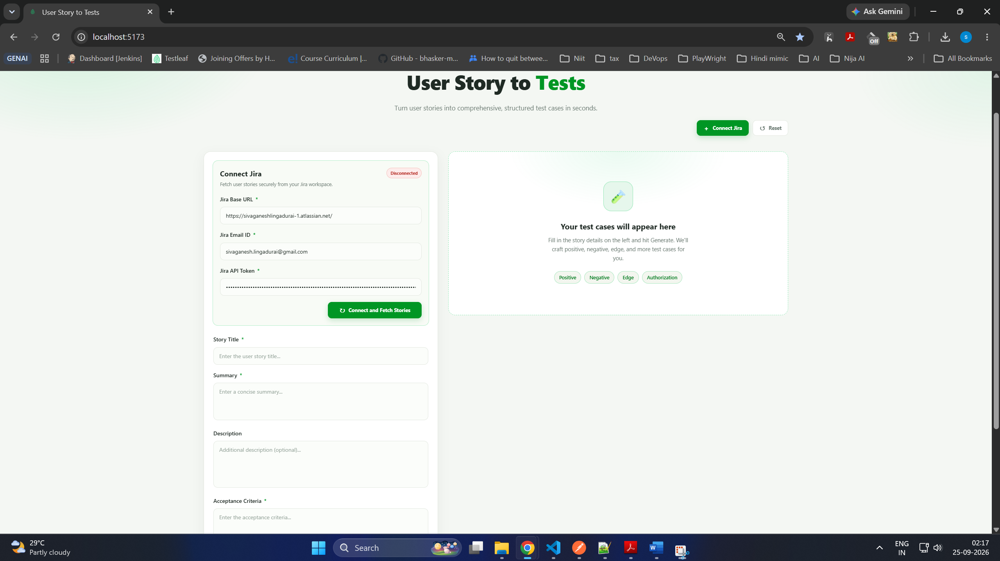 User Story to Tests
Ask Gemini
localhost:5173
Off
s
GENAI
Dashboard [Jenkins]
Testleaf
Joining Offers by H...
Course Curriculum |...
GitHub - bhasker-m...
How to quit betwee...
Niit
tax
DeVops
PlayWright
Hindi mimic
AI
Nija AI
All Bookmarks
User Story to Tests
Turn user stories into comprehensive, structured test cases in seconds.
+ Connect Jira
Reset
Connect Jira
Disconnected
Fetch user stories securely from your Jira workspace.
Jira Base URL *
https://sivaganeshlingadurai-1.atlassian.net/
Jira Email ID *
sivaganesh.lingadurai@gmail.com
Jira API Token *
Connect and Fetch Stories
Story Title *
Enter the user story title...
Summary *
Enter a concise summary...
Description
Additional description (optional)...
Acceptance Criteria *
Enter the acceptance criteria...
Your test cases will appear here
Fill in the story details on the left and hit Generate. We'll
craft positive, negative, edge, and more test cases for
you.
Positive
Negative
Edge
Authorization
29°C
Partly cloudy
Search
ENG
IN
02:17
25-09-2026